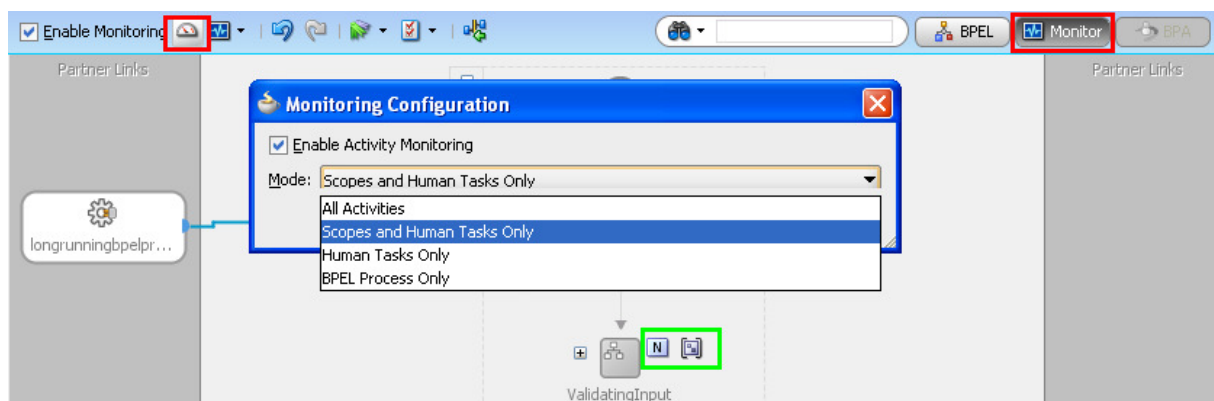 Enable Monitoring BPEL Monitor BPA
Partner Links Partner Links
Monitoring Configuration
Enable Activity Monitoring
Mode: Scopes and Human Tasks Only
All Activities
Scopes and Human Tasks Only
Human Tasks Only
BPEL Process Only
longrunningbpelpr...
N
ValidatingInput